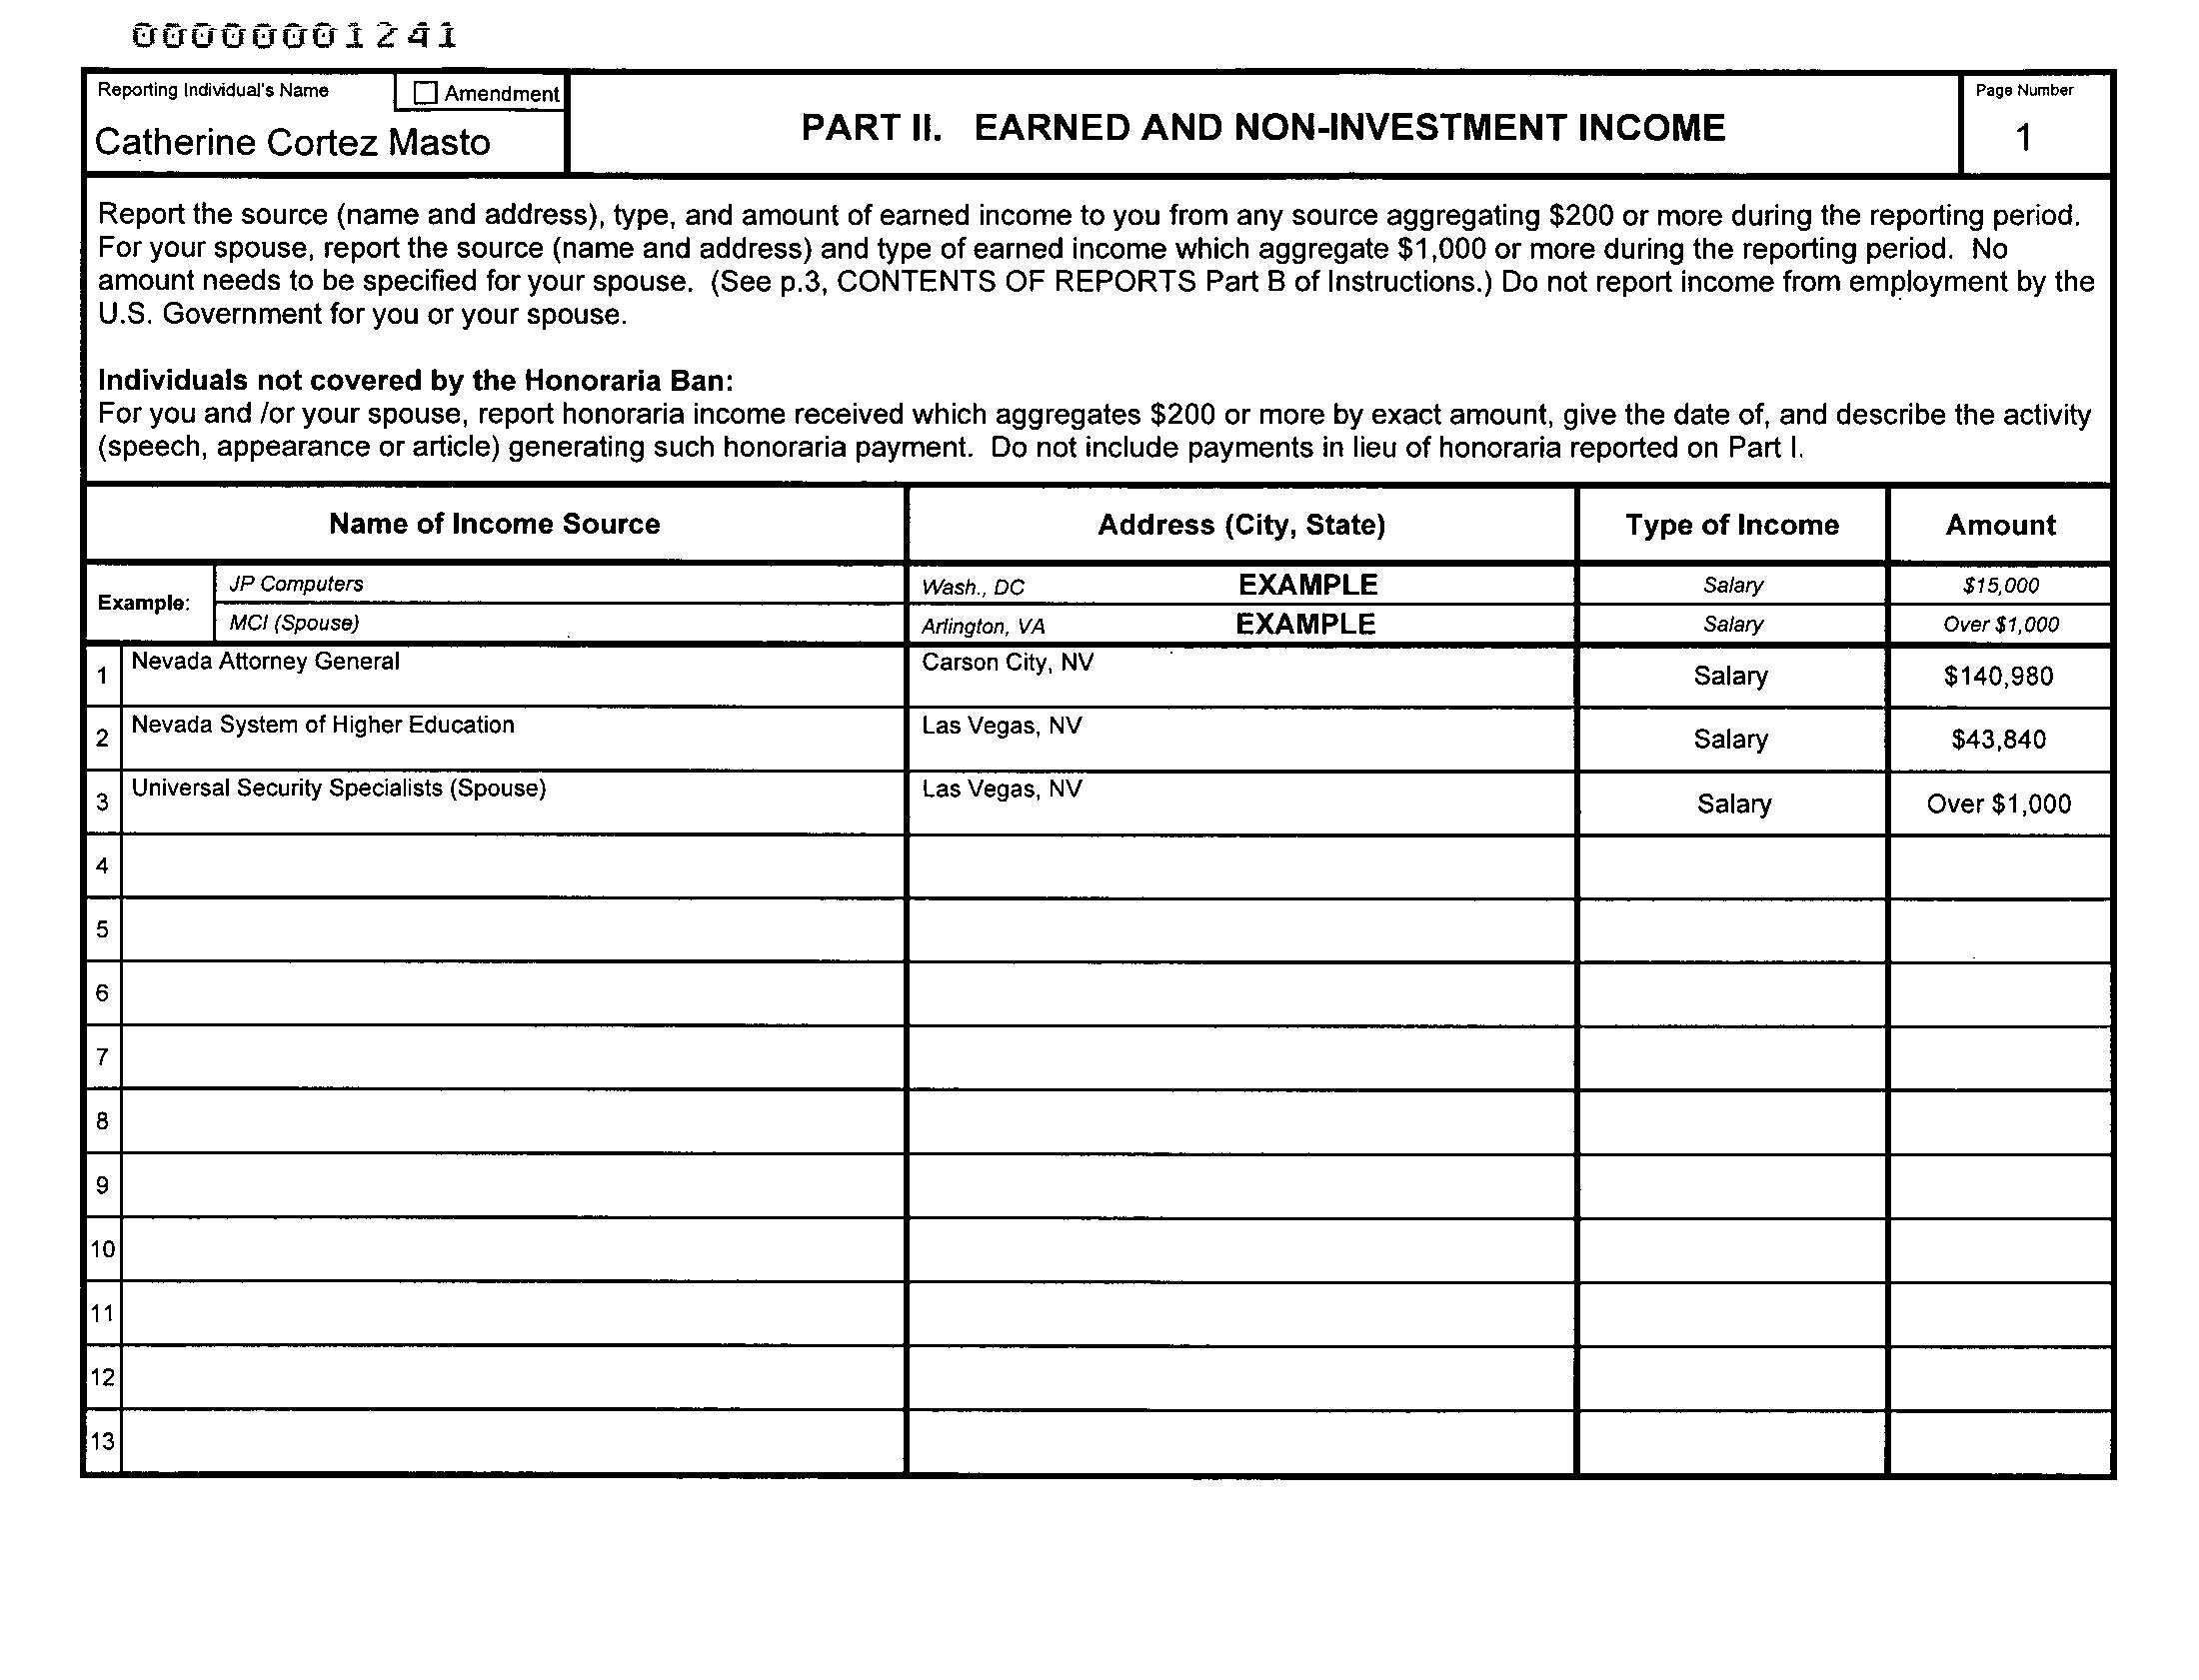 00000001241
Reporting Individual's Name
Amendment
Catherine Cortez Masto
PART II. EARNED AND NON-INVESTMENT INCOME
Page Number
1
Report the source (name and address), type, and amount of earned income to you from any source aggregating $200 or more during the reporting period.
For your spouse, report the source (name and address) and type of earned income which aggregate $1,000 or more during the reporting period. No
amount needs to be specified for your spouse. (See p.3, CONTENTS OF REPORTS Part B of Instructions.) Do not report income from employment by the
U.S. Government for you or your spouse.
Individuals not covered by the Honoraria Ban:
For you and /or your spouse, report honoraria income received which aggregates $200 or more by exact amount, give the date of, and describe the activity
(speech, appearance or article) generating such honoraria payment. Do not include payments in lieu of honoraria reported on Part I.
Name of Income Source Address (City, State) Type of Income Amount
Example:
JP Computers Wash., DC EXAMPLE Salary $15,000
MCI (Spouse) Arlington, VA EXAMPLE Salary Over $1,000
1 Nevada Attorney General Carson City, NV Salary $140,980
2 Nevada System of Higher Education Las Vegas, NV Salary $43,840
3 Universal Security Specialists (Spouse) Las Vegas, NV Salary Over $1,000
4
5
6
7
8
9
10
11
12
13